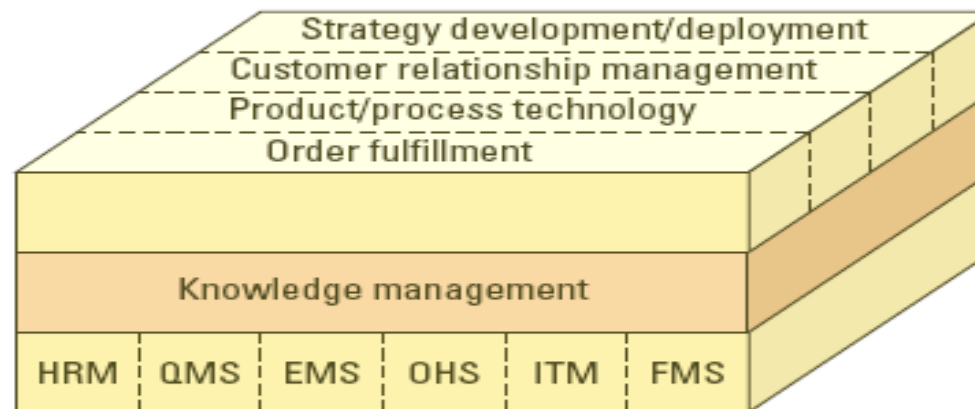 Strategy development/deployment
Customer relationship management
Product/process technology
Order fulfillment
Knowledge management
HRM QMS EMS OHS ITM FMS